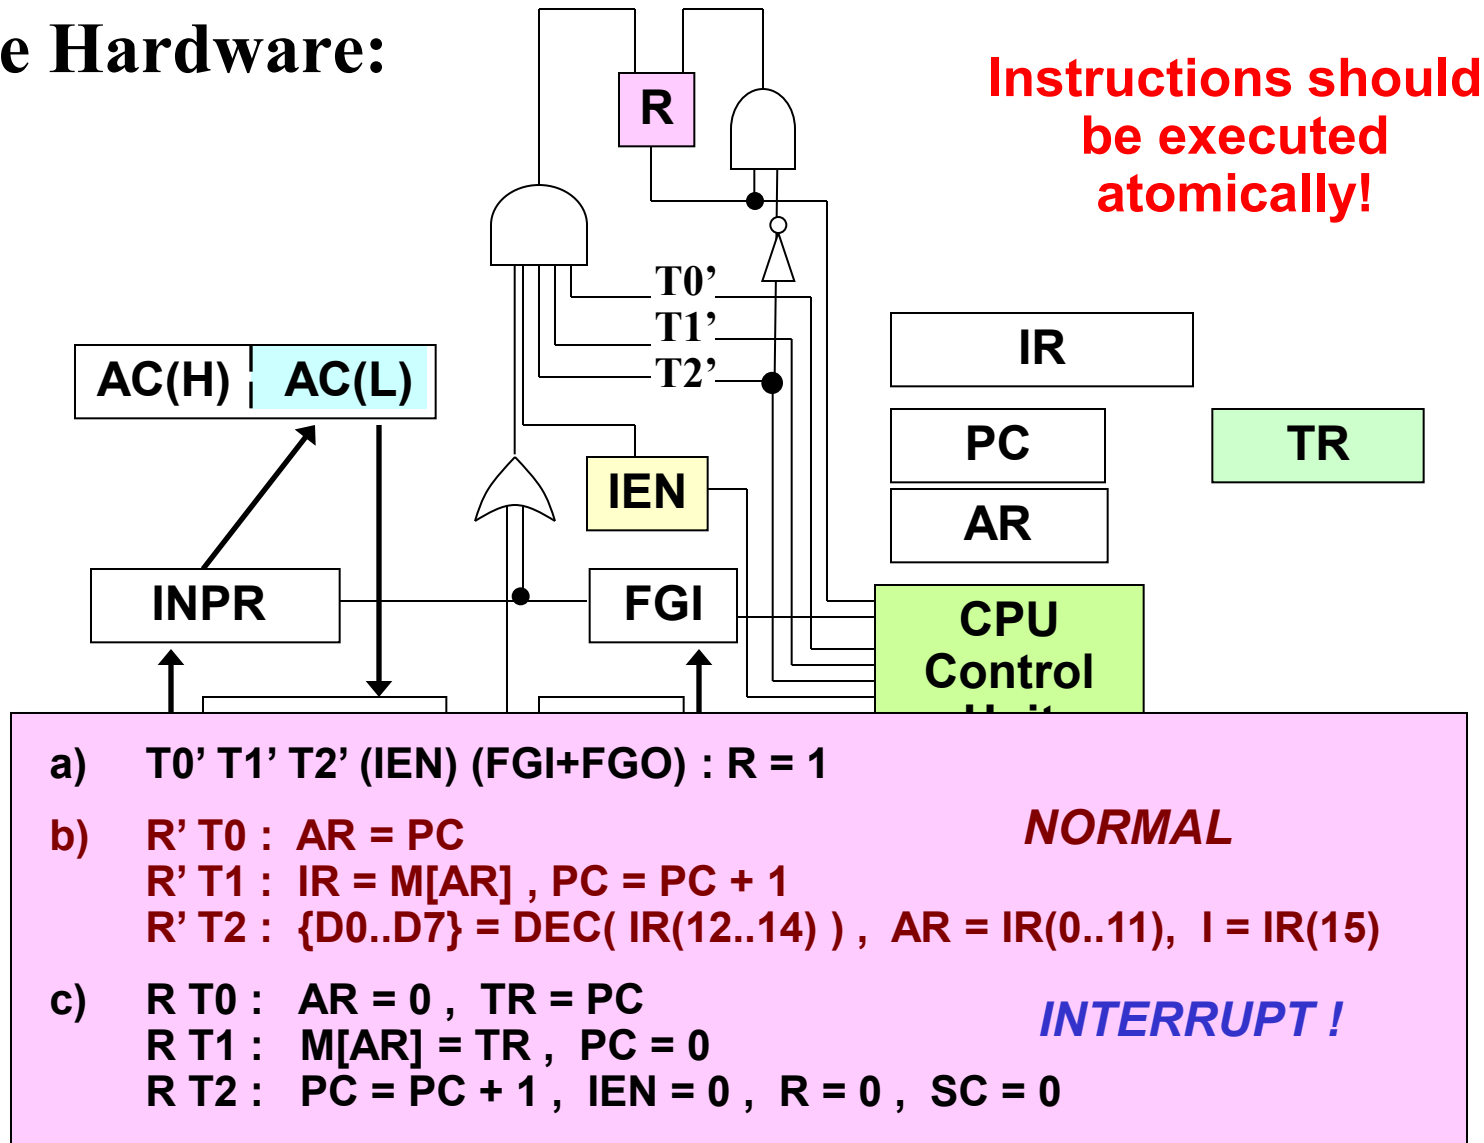 e Hardware:
Instructions should
be executed
atomically!
R
T0’
T1’
T2’
IR
AC(H) AC(L)
PC
TR
IEN
AR
INPR
FGI
CPU
Control
Unit
a) T0’ T1’ T2’ (IEN) (FGI+FGO) : R = 1
b) R’ T0 : AR = PC
NORMAL
R’ T1 : IR = M[AR] , PC = PC + 1
R’ T2 : {D0..D7} = DEC( IR(12..14) ) , AR = IR(0..11), I = IR(15)
c) R T0 : AR = 0 , TR = PC
INTERRUPT !
R T1 : M[AR] = TR , PC = 0
R T2 : PC = PC + 1 , IEN = 0 , R = 0 , SC = 0